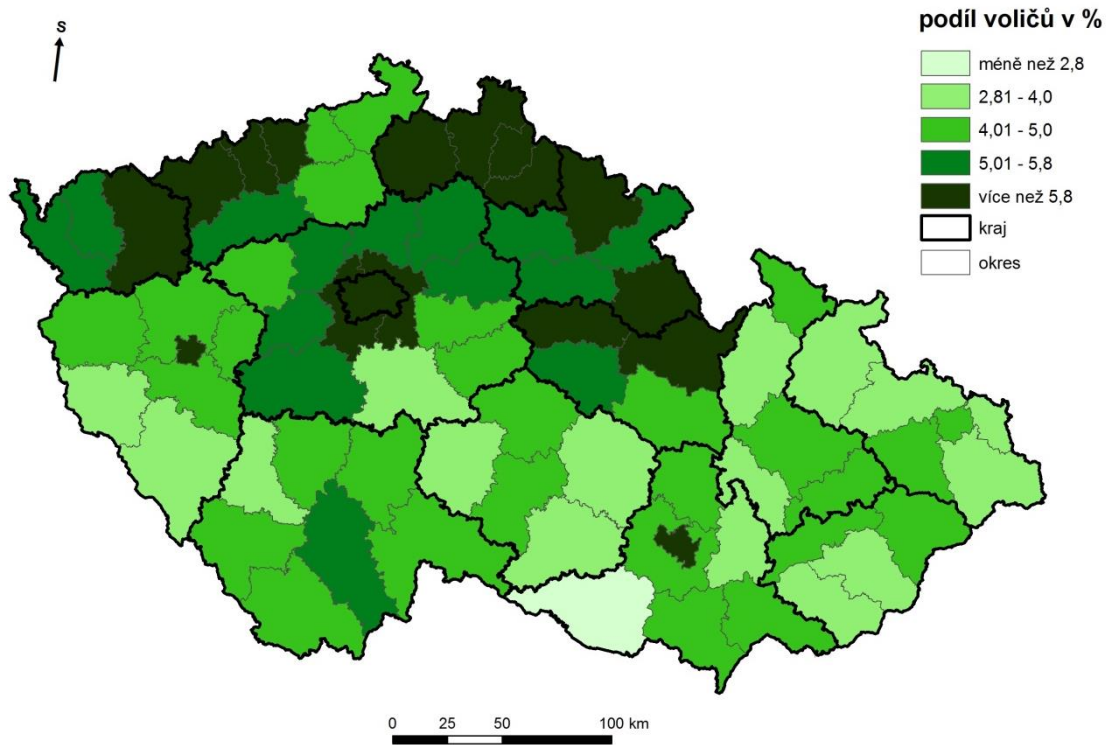 S
podíl voličů v %
méně než 2,8
2,81 - 4,0
4,01 - 5,0
5,01 - 5,8
více než 5,8
kraj
okres
0 25 50 100 km